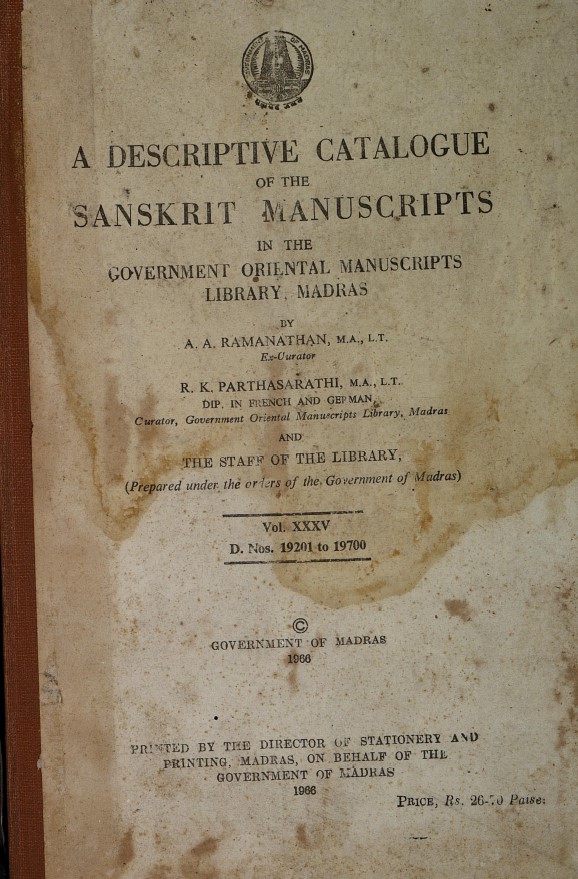 GOVERNMENT OF MADRAS
A DESCRIPTIVE CATALOGUE
OF THE
SANSKRIT MANUSCRIPTS
IN THE
GOVERNMENT ORIENTAL MANUSCRIPTS
LIBRARY, MADRAS
BY
A. A. RAMANATHAN, M.A., L.T.
Ex-Curator
R. K. PARTHASARATHI, M.A., L.T.
DIP. IN FRENCH AND GERMAN,
Curator, Government Oriental Manuscripts Library, Madras
AND
THE STAFF OF THE LIBRARY,
(Prepared under the orders of the Government of Madras)
Vol. XXXV
D. Nos. 19201 to 19700
©
GOVERNMENT OF MADRAS
1966
PRINTED BY THE DIRECTOR OF STATIONERY AND
PRINTING, MADRAS, ON BEHALF OF THE
GOVERNMENT OF MADRAS
1966
PRICE, Rs. Paise